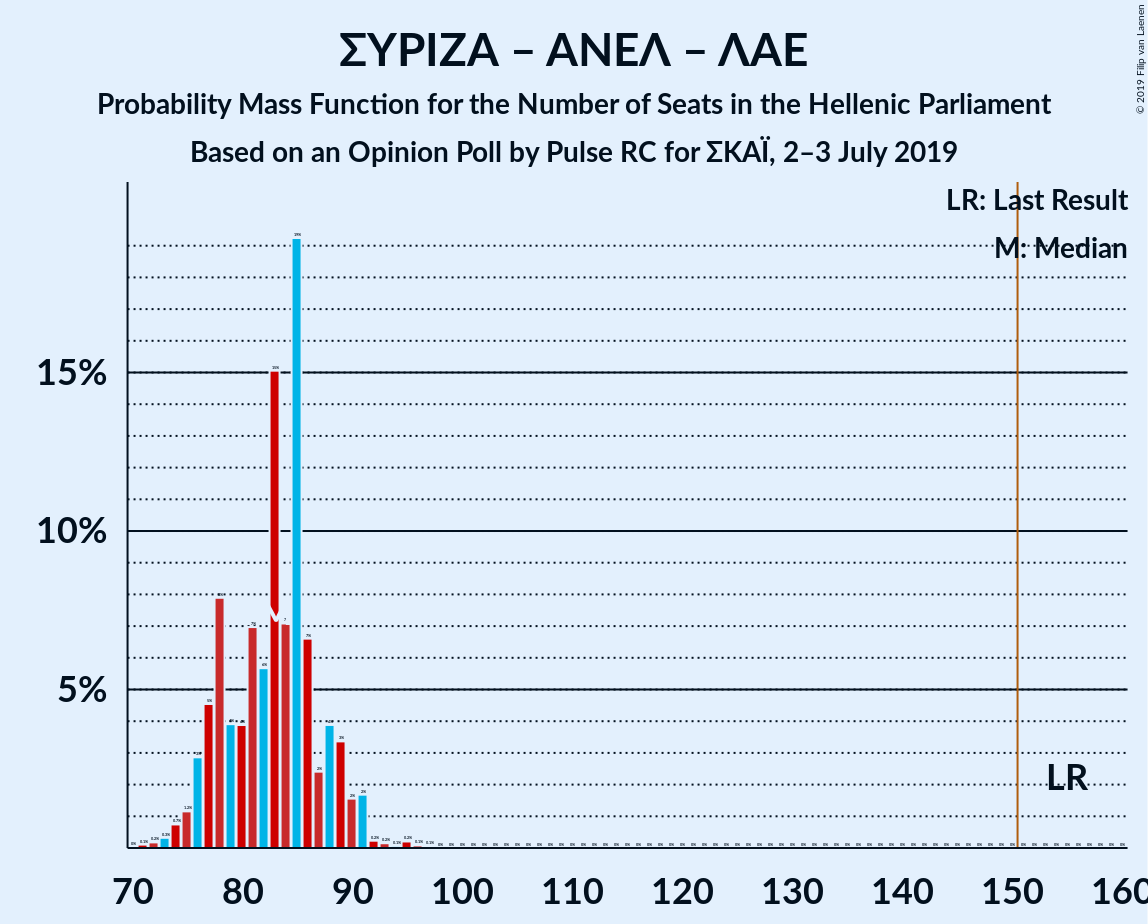 ΣΥΡΙΖΑ – ΑΝΕΛ – ΛΑΕ
Probability Mass Function for the Number of Seats in the Hellenic Parliament
Based on an Opinion Poll by Pulse RC for ΣΚΑΪ, 2–3 July 2019
© 2019 Filip van Laenen
LR: Last Result
M: Median
15%
10%
5%
LR
70 80 90 100 110 120 130 140 150 160